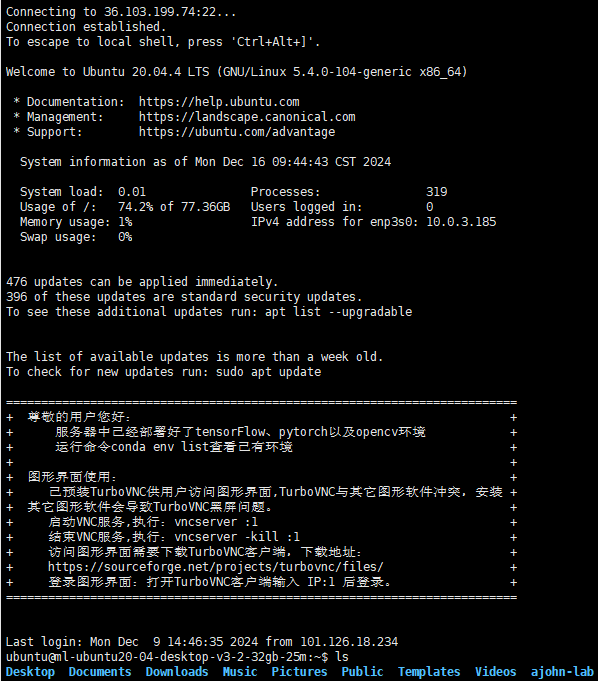 Connecting to 36.103.199.74:22...
Connection established.
To escape to local shell, press 'Ctrl+Alt+]'.
Welcome to Ubuntu 20.04.4 LTS (GNU/Linux 5.4.0-104-generic x86_64)
* Documentation:  https://help.ubuntu.com
* Management:     https://landscape.canonical.com
* Support:        https://ubuntu.com/advantage
System information as of Mon Dec 16 09:44:43 CST 2024
System load:  0.01               Processes:               319
Usage of /:   74.2% of 77.36GB   Users logged in:         0
Memory usage: 1%                 IPv4 address for enp3s0: 10.0.3.185
Swap usage:   0%
476 updates can be applied immediately.
396 of these updates are standard security updates.
To see these additional updates run: apt list --upgradable
The list of available updates is more than a week old.
To check for new updates run: sudo apt update
=========================================================================
+  尊敬的用户您好:                                                      +
+      服务器中已经部署好了tensorFlow、pytorch以及opencv环境            +
+      运行命令conda env list查看已有环境                               +
+                                                                       +
+  图形界面使用:                                                        +
+     已预装TurboVNC供用户访问图形界面,TurboVNC与其它图形软件冲突, 安装 +
+  其它图形软件会导致TurboVNC黑屏问题。                                 +
+     启动VNC服务,执行: vncserver :1                                    +
+     结束VNC服务,执行: vncserver -kill :1                              +
+     访问图形界面需要下载TurboVNC客户端, 下载地址:                     +
+     https://sourceforge.net/projects/turbovnc/files/                  +
+     登录图形界面: 打开TurboVNC客户端输入 IP:1 后登录。                +
=========================================================================
Last login: Mon Dec  9 14:46:35 2024 from 101.126.18.234
ubuntu@ml-ubuntu20-04-desktop-v3-2-32gb-25m:~$ ls
Desktop  Documents  Downloads  Music  Pictures  Public  Templates  Videos  ajohn-lab